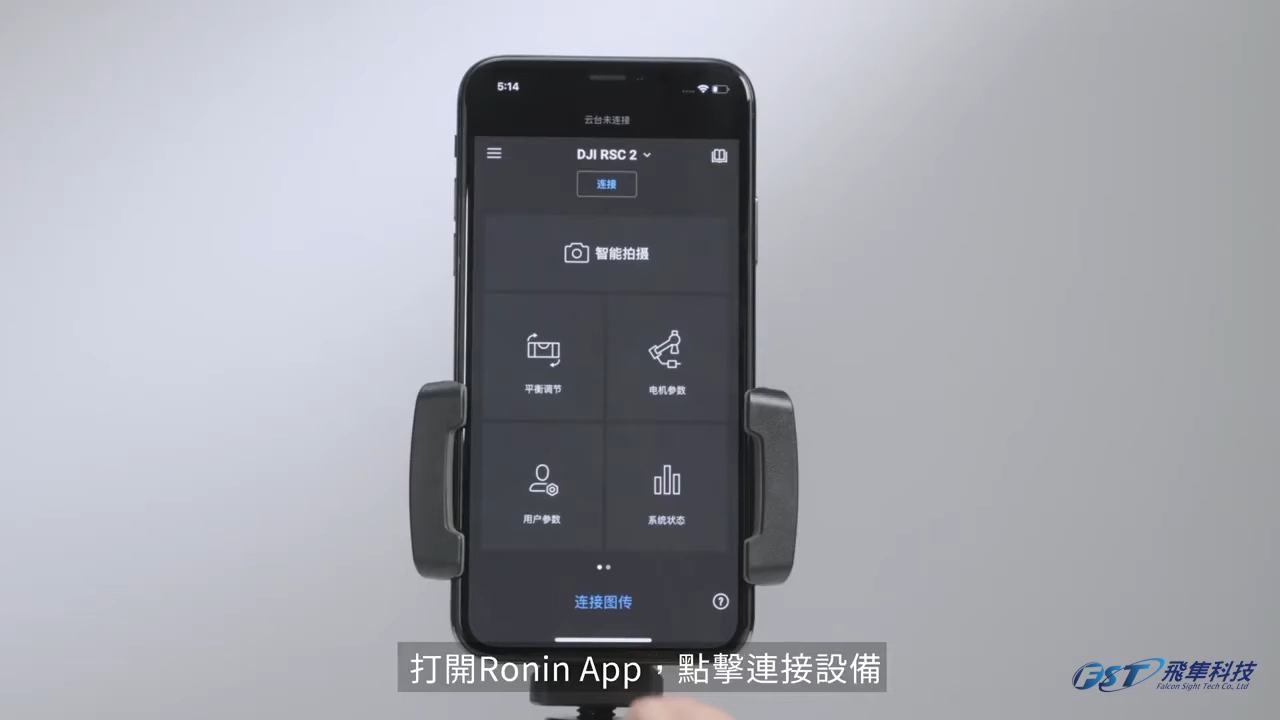 5:14
云台未连接
DJI RSC 2
连接
智能拍摄
平衡调节
电机参数
用户参数
系统状态
连接图传
打開Ronin App，點擊連接設備
FST 飛隼科技
Falcon Sight Tech Co., Ltd